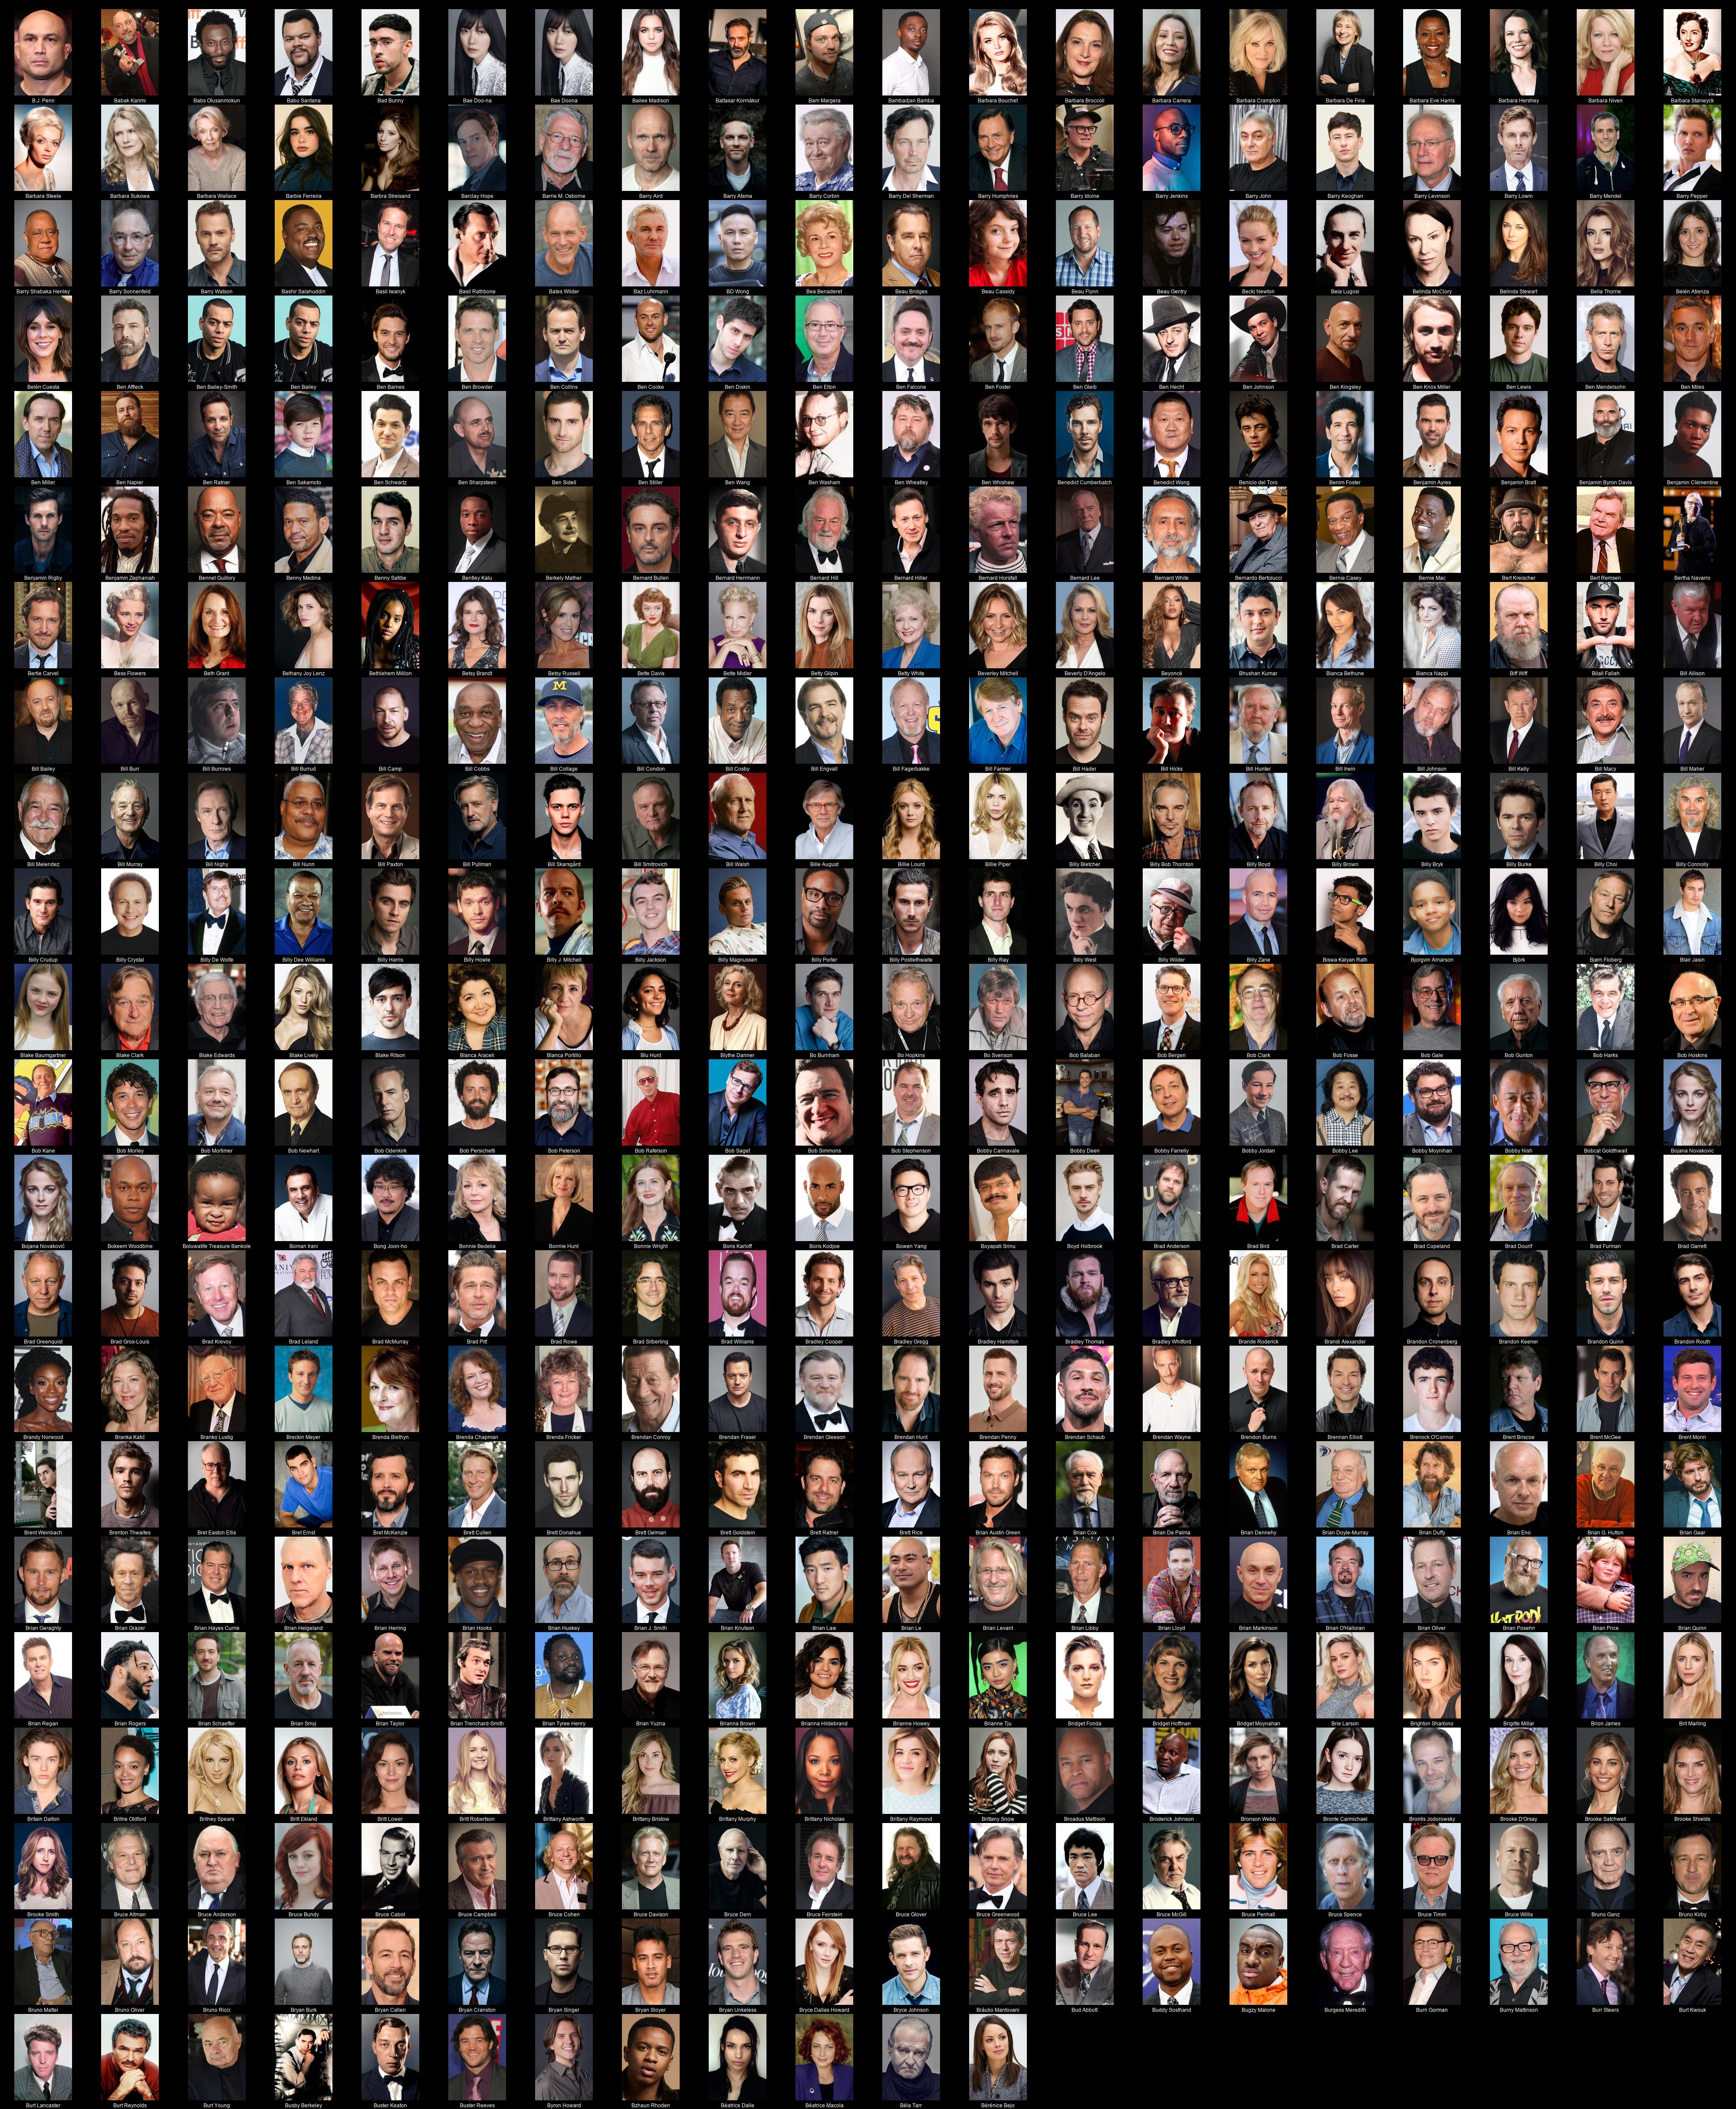 B.J. Penn Babak Karimi Babs Olusanmokun Babu Santana Bad Bunny Bae Doo-na Bae Doona Bailee Madison Baltasar Kormákur Bam Margera Bambadjan Bamba Barbara Bouchet Barbara Broccoli Barbara Carrera Barbara Crampton Barbara De Fina Barbara Eve Harris Barbara Hershey Barbara Niven Barbara Stanwyck
Barbara Steele Barbara Sukowa Barbara Wallace Barbie Ferreira Barbra Streisand Barclay Hope Barrie M. Osborne Barry Aird Barry Atsma Barry Corbin Barry Del Sherman Barry Humphries Barry Idoine Barry Jenkins Barry John Barry Keoghan Barry Levinson Barry Lowin Barry Mendel Barry Pepper
Barry Shabaka Henley Barry Sonnenfeld Barry Watson Bashir Salahuddin Basil Iwanyk Basil Rathbone Bates Wilder Baz Luhrmann BD Wong Bea Benaderet Beau Bridges Beau Cassidy Beau Flynn Beau Gentry Becki Newton Bela Lugosi Belinda McClory Belinda Stewart Bella Thorne Belén Atienza
Belén Cuesta Ben Affleck Ben Bailey-Smith Ben Bailey Ben Barnes Ben Browder Ben Collins Ben Cooke Ben Diskin Ben Elton Ben Falcone Ben Foster Ben Gleib Ben Hecht Ben Johnson Ben Kingsley Ben Knox Miller Ben Lewis Ben Mendelsohn Ben Miles
Ben Miller Ben Napier Ben Ratner Ben Sakamoto Ben Schwartz Ben Sharpsteen Ben Sidell Ben Stiller Ben Wang Ben Washam Ben Wheatley Ben Whishaw Benedict Cumberbatch Benedict Wong Benicio del Toro Benim Foster Benjamin Ayres Benjamin Bratt Benjamin Byron Davis Benjamin Clémentine
Benjamin Rigby Benjamin Zephaniah Bennet Guillory Benny Medina Benny Safdie Bentley Kalu Berkely Mather Bernard Bullen Bernard Herrmann Bernard Hill Bernard Hiller Bernard Horsfall Bernard Lee Bernard White Bernardo Bertolucci Bernie Casey Bernie Mac Bert Kreischer Bert Remsen Bertha Navarro
Bertie Carvel Bess Flowers Beth Grant Bethany Joy Lenz Bethlehem Million Betsy Brandt Betsy Russell Bette Davis Bette Midler Betty Gilpin Betty White Beverley Mitchell Beverly D'Angelo Beyoncé Bhushan Kumar Bianca Bethune Bianca Nappi Biff Wiff Bilall Fallah Bill Allison
Bill Bailey Bill Burr Bill Burrows Bill Burrud Bill Camp Bill Cobbs Bill Collage Bill Condon Bill Cosby Bill Engvall Bill Fagerbakke Bill Farmer Bill Hader Bill Hicks Bill Hunter Bill Irwin Bill Johnson Bill Kelly Bill Macy Bill Maher
Bill Melendez Bill Murray Bill Nighy Bill Nunn Bill Paxton Bill Pullman Bill Skarsgård Bill Smitrovich Bill Walsh Bille August Billie Lourd Billie Piper Billy Bletcher Billy Bob Thornton Billy Boyd Billy Brown Billy Bryk Billy Burke Billy Choi Billy Connolly
Billy Crudup Billy Crystal Billy De Wolfe Billy Dee Williams Billy Harris Billy Howle Billy J. Mitchell Billy Jackson Billy Magnussen Billy Porter Billy Postlethwaite Billy Ray Billy West Billy Wilder Billy Zane Biswa Kalyan Rath Bjorgvin Arnarson Björk Bjørn Floberg Blair Jasin
Blake Baumgartner Blake Clark Blake Edwards Blake Lively Blake Ritson Blanca Araceli Blanca Portillo Blu Hunt Blythe Danner Bo Burnham Bo Hopkins Bo Svenson Bob Balaban Bob Bergen Bob Clark Bob Fosse Bob Gale Bob Gunton Bob Harks Bob Hoskins
Bob Kane Bob Morley Bob Mortimer Bob Newhart Bob Odenkirk Bob Persichetti Bob Peterson Bob Rafelson Bob Saget Bob Simmons Bob Stephenson Bobby Cannavale Bobby Deen Bobby Farrelly Bobby Jordan Bobby Lee Bobby Moynihan Bobby Nish Bobcat Goldthwait Bojana Novakovic
Bojana Novaković Bokeem Woodbine Boluwatife Treasure Bankole Boman Irani Bong Joon-ho Bonnie Bedelia Bonnie Hunt Bonnie Wright Boris Karloff Boris Kodjoe Bowen Yang Boyapati Srinu Boyd Holbrook Brad Anderson Brad Bird Brad Carter Brad Copeland Brad Dourif Brad Furman Brad Garrett
Brad Greenquist Brad Gros-Louis Brad Krevoy Brad Leland Brad McMurray Brad Pitt Brad Rowe Brad Silberling Brad Williams Bradley Cooper Bradley Gregg Bradley Hamilton Bradley Thomas Bradley Whitford Brande Roderick Brandi Alexander Brandon Cronenberg Brandon Keener Brandon Quinn Brandon Routh
Brandy Norwood Branka Katić Branko Lustig Breckin Meyer Brenda Blethyn Brenda Chapman Brenda Fricker Brendan Conroy Brendan Fraser Brendan Gleeson Brendan Hunt Brendan Penny Brendan Schaub Brendan Wayne Brendon Burns Brennan Elliott Brenock O'Connor Brent Briscoe Brent McGee Brent Morin
Brent Weinbach Brenton Thwaites Bret Easton Ellis Bret Ernst Bret McKenzie Brett Cullen Brett Donahue Brett Gelman Brett Goldstein Brett Ratner Brett Rice Brian Austin Green Brian Cox Brian De Palma Brian Dennehy Brian Doyle-Murray Brian Duffy Brian Eno Brian G. Hutton Brian Gaar
Brian Geraghty Brian Grazer Brian Hayes Currie Brian Helgeland Brian Herring Brian Hooks Brian Huskey Brian J. Smith Brian Knutson Brian Law Brian Le Brian Levant Brian Libby Brian Lloyd Brian Markinson Brian O'Halloran Brian Oliver Brian Posehn Brian Price Brian Quinn
Brian Regan Brian Rogers Brian Schaeffer Brian Smyj Brian Taylor Brian Trenchard-Smith Brian Tyree Henry Brian Yuzna Brianna Brown Brianna Hildebrand Brianne Howey Brianne Tju Bridget Fonda Bridget Hoffman Bridget Moynahan Brie Larson Brighton Sharbino Brigitte Millar Brion James Brit Marling
Britain Dalton Britne Oldford Britney Spears Britt Ekland Britt Lower Britt Robertson Brittany Ashworth Brittany Bristow Brittany Murphy Brittany Nicholas Brittany Raymond Brittany Snow Broadus Mattison Broderick Johnson Bronson Webb Bronte Carmichael Brontis Jodorowsky Brooke D'Orsay Brooke Satchwell Brooke Shields
Brooke Smith Bruce Altman Bruce Anderson Bruce Bundy Bruce Cabot Bruce Campbell Bruce Cohen Bruce Davison Bruce Dern Bruce Feirstein Bruce Glover Bruce Greenwood Bruce Lee Bruce McGill Bruce Penhall Bruce Spence Bruce Timm Bruce Willis Bruno Ganz Bruno Kirby
Bruno Mattei Bruno Oliver Bruno Ricci Bryan Burk Bryan Callen Bryan Cranston Bryan Singer Bryan Sloyer Bryan Unkeless Bryce Dallas Howard Bryce Johnson Bráulio Mantovani Bud Abbott Buddy Sosthand Bugzy Malone Burgess Meredith Burn Gorman Burny Mattinson Burr Steers Burt Kwouk
Burt Lancaster Burt Reynolds Burt Young Busby Berkeley Buster Keaton Buster Reeves Byron Howard Bzhaun Rhoden Béatrice Dalle Béatrice Macola Béla Tarr Bérénice Bejo